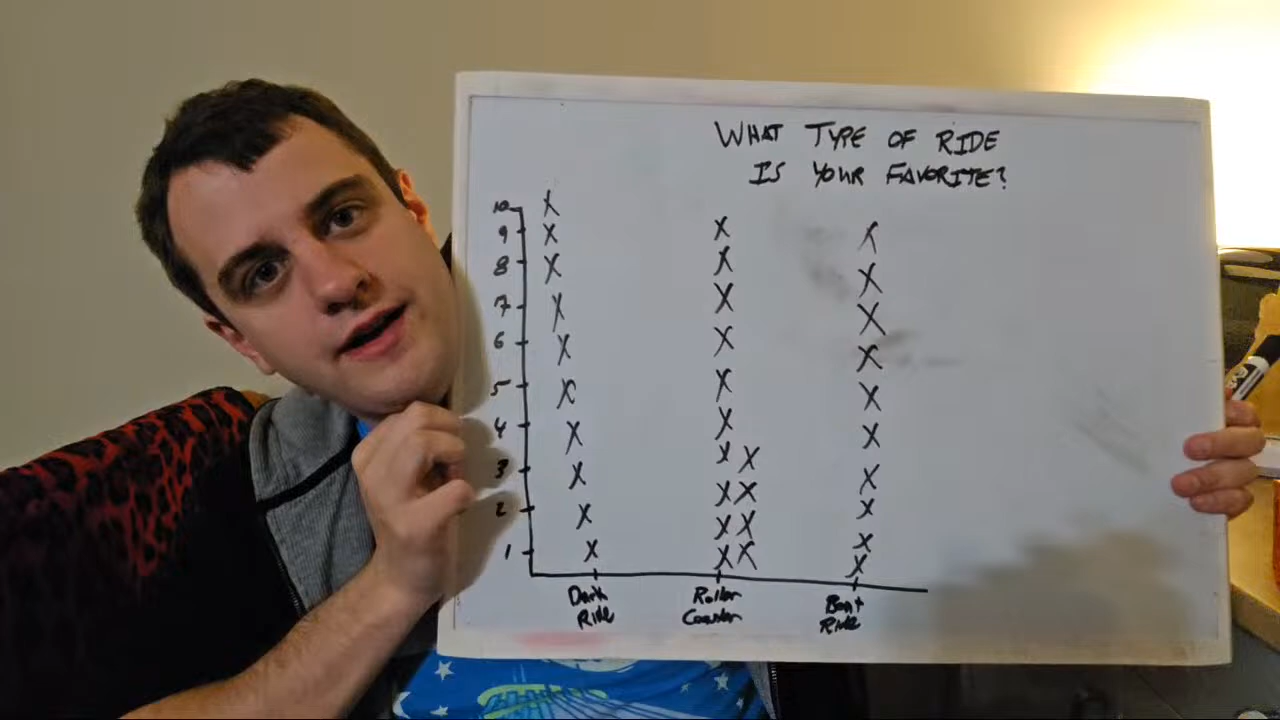 WHAT TYPE OF RIDE
IS YOUR FAVORITE?
10
9
8
7
6
5
4
3
2
1
Dark
Ride
Roller
Coaster
Boat
Ride